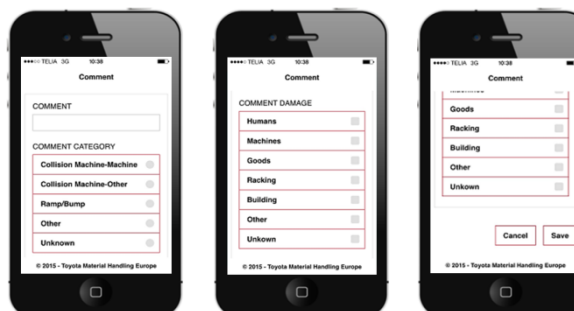 TELIA 3G 10:38
Comment
COMMENT
COMMENT CATEGORY
Collision Machine-Machine
Collision Machine-Other
Ramp/Bump
Other
Unknown
© 2015 - Toyota Material Handling Europe
TELIA 3G 10:38
Comment
COMMENT DAMAGE
Humans
Machines
Goods
Racking
Building
Other
Unkown
© 2015 - Toyota Material Handling Europe
TELIA 3G 10:38
Comment
Goods
Racking
Building
Other
Unkown
Cancel Save
© 2015 - Toyota Material Handling Europe